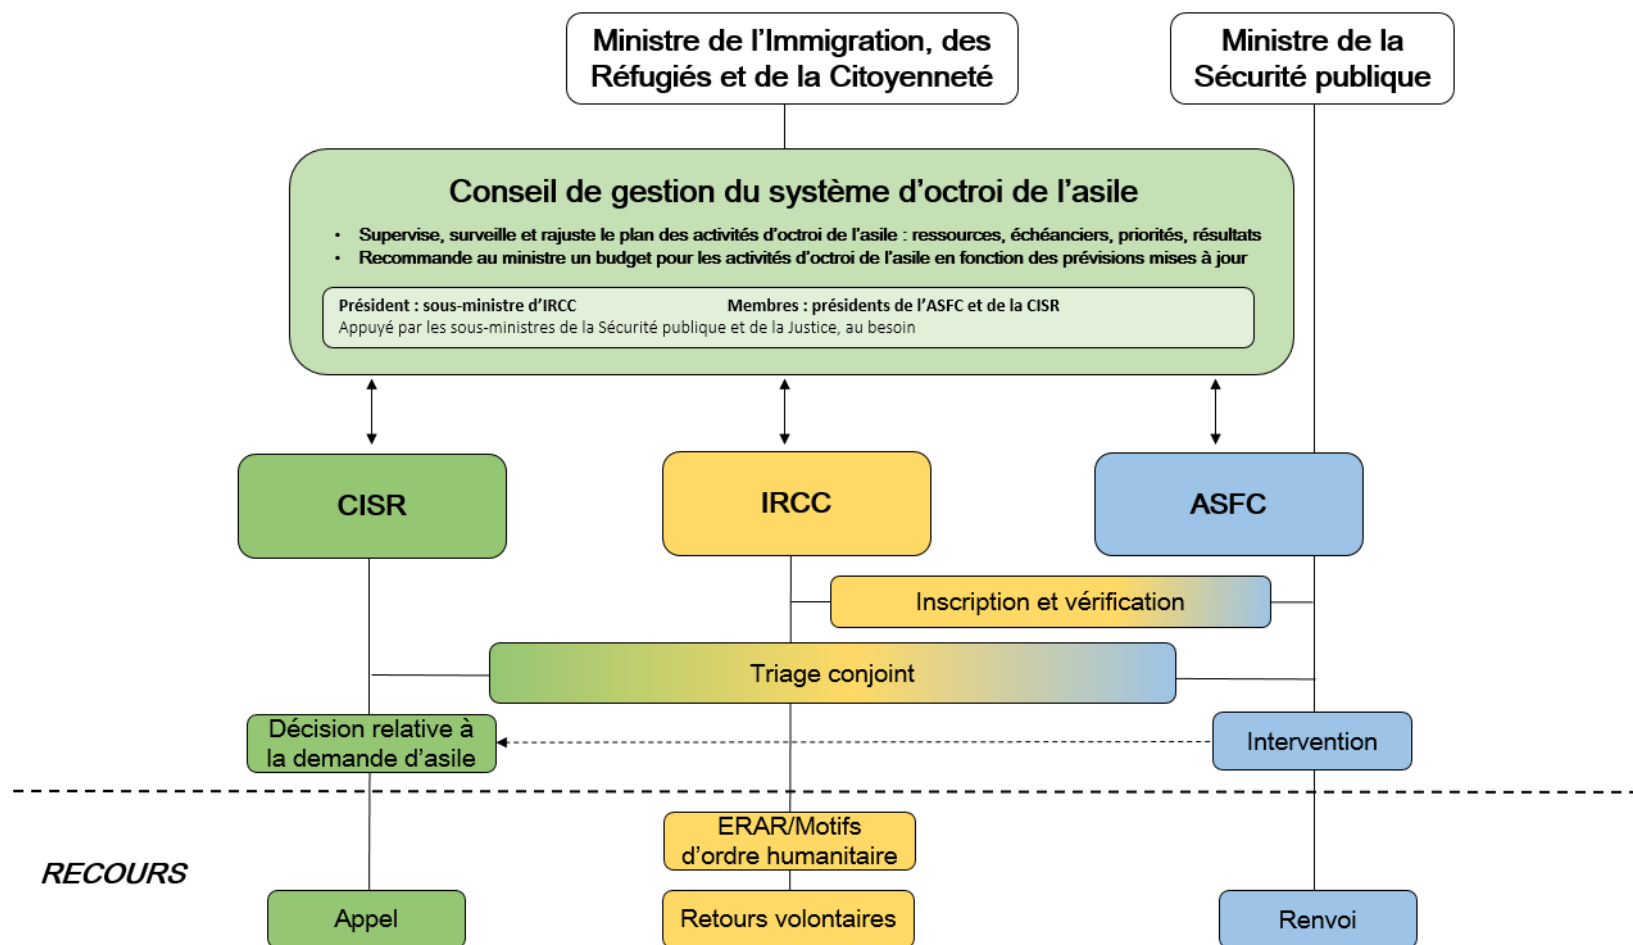 Ministre de l'Immigration, des
Réfugiés et de la Citoyenneté
Ministre de la
Sécurité publique
Conseil de gestion du système d'octroi de l'asile
• Supervise, surveille et rajuste le plan des activités d'octroi de l'asile : ressources, échéanciers, priorités, résultats
• Recommande au ministre un budget pour les activités d'octroi de l'asile en fonction des prévisions mises à jour
Président : sous-ministre d'IRCC Membres : présidents de l'ASFC et de la CISR
Appuyé par les sous-ministres de la Sécurité publique et de la Justice, au besoin
CISR
IRCC
ASFC
Inscription et vérification
Triage conjoint
Décision relative à
la demande d'asile
Intervention
ERAR/Motifs
d'ordre humanitaire
RECOURS
Appel
Retours volontaires
Renvoi